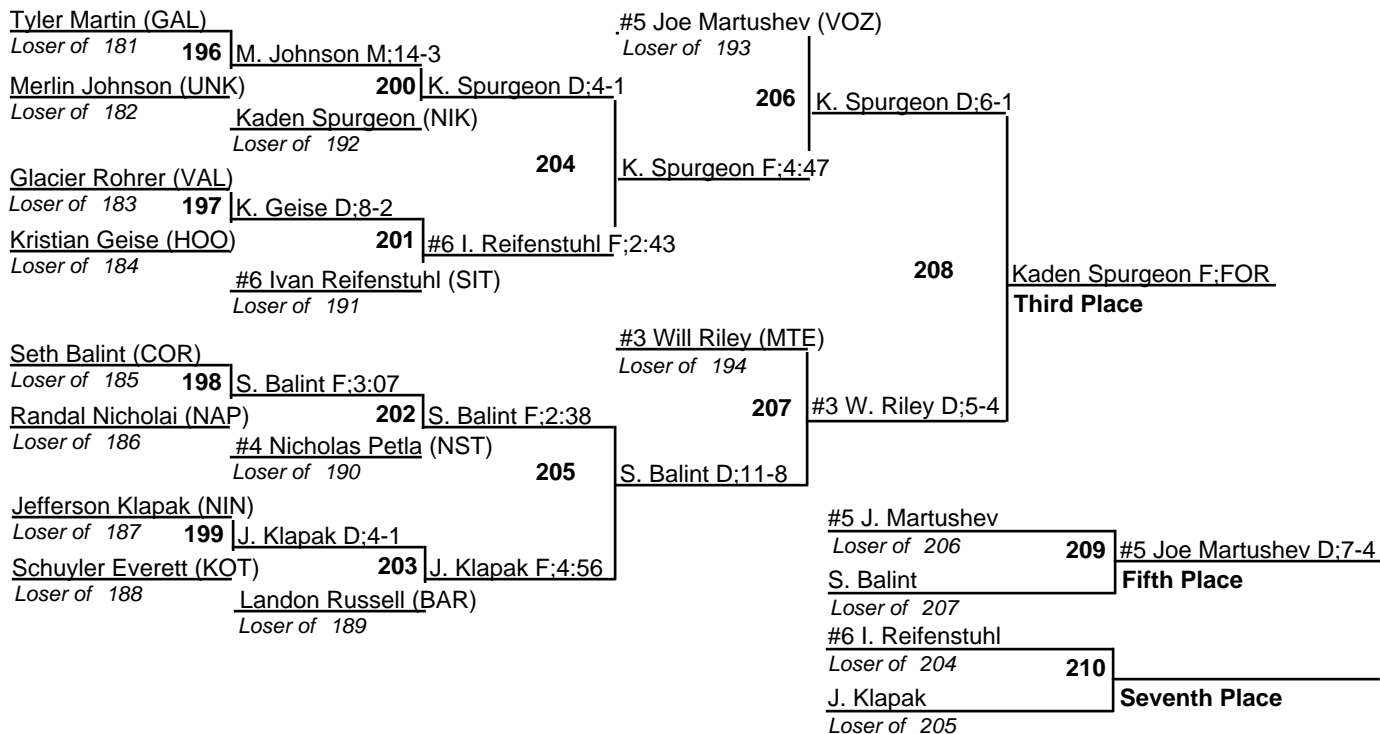 Tyler Martin (GAL)
Loser of 181
196
M. Johnson M;14-3
Merlin Johnson (UNK)
Loser of 182
200
K. Spurgeon D;4-1
Kaden Spurgeon (NIK)
Loser of 192
204
K. Spurgeon F;4:47
Glacier Rohrer (VAL)
Loser of 183
197
K. Geise D;8-2
Kristian Geise (HOO)
Loser of 184
201
#6 I. Reifenstuhl F;2:43
#6 Ivan Reifenstuhl (SIT)
Loser of 191
#5 Joe Martushev (VOZ)
Loser of 193
206
K. Spurgeon D;6-1
208
Kaden Spurgeon F;FOR
Third Place
Seth Balint (COR)
Loser of 185
198
S. Balint F;3:07
Randal Nicholai (NAP)
Loser of 186
202
S. Balint F;2:38
#4 Nicholas Petla (NST)
Loser of 190
205
S. Balint D;11-8
Jefferson Klapak (NIN)
Loser of 187
199
J. Klapak D;4-1
Schuyler Everett (KOT)
Loser of 188
203
J. Klapak F;4:56
Landon Russell (BAR)
Loser of 189
#3 Will Riley (MTE)
Loser of 194
207
#3 W. Riley D;5-4
#5 J. Martushev
Loser of 206
209
#5 Joe Martushev D;7-4
Fifth Place
S. Balint
Loser of 207
#6 I. Reifenstuhl
Loser of 204
210
Seventh Place
J. Klapak
Loser of 205